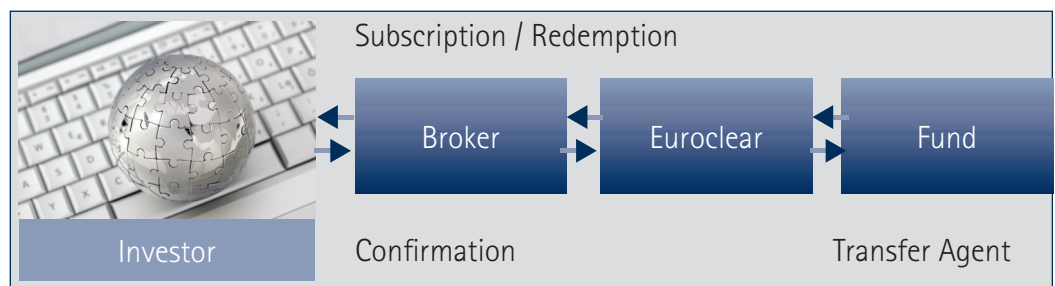 Subscription / Redemption
Broker
Euroclear
Fund
Investor
Confirmation
Transfer Agent